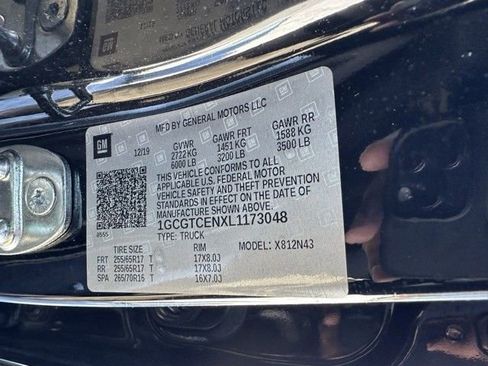 MFD BY GENERAL MOTORS LLC
GM
12/19
GVWR GAWR FRT GAWR RR
2722 KG 1451 KG 1588 KG
6000 LB 3200 LB 3500 LB
THIS VEHICLE CONFORMS TO ALL
APPLICABLE U.S. FEDERAL MOTOR
VEHICLE SAFETY AND THEFT PREVENTION
STANDARDS IN EFFECT ON THE DATE OF
MANUFACTURE SHOWN ABOVE.
1GCGTCENXL1173048
TYPE: TRUCK MODEL: X812N43
TIRE SIZE RIM
FRT 255/65R17 T 17X8.0J
RR 255/65R17 T 17X8.0J
SPA 265/70R16 T 16X7.0J